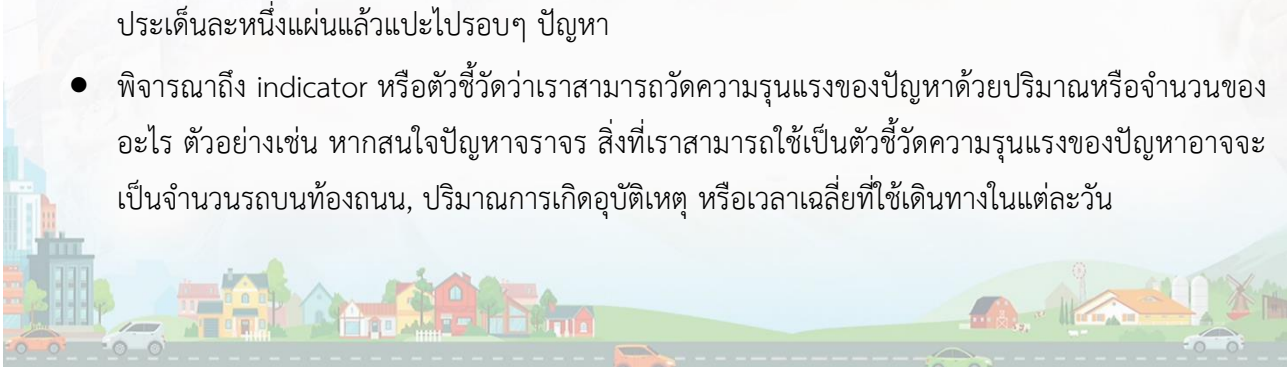 ประเด็นละหนึ่งแผ่นแล้วแปะไปรอบๆ ปัญหา
● พิจารณาถึง indicator หรือตัวชี้วัดว่าเราสามารถวัดความรุนแรงของปัญหาด้วยปริมาณหรือจำนวนของ
อะไร ตัวอย่างเช่น หากสนใจปัญหาจราจร สิ่งที่เราสามารถใช้เป็นตัวชี้วัดความรุนแรงของปัญหาอาจจะ
เป็นจำนวนรถบนท้องถนน, ปริมาณการเกิดอุบัติเหตุ หรือเวลาเฉลี่ยที่ใช้เดินทางในแต่ละวัน